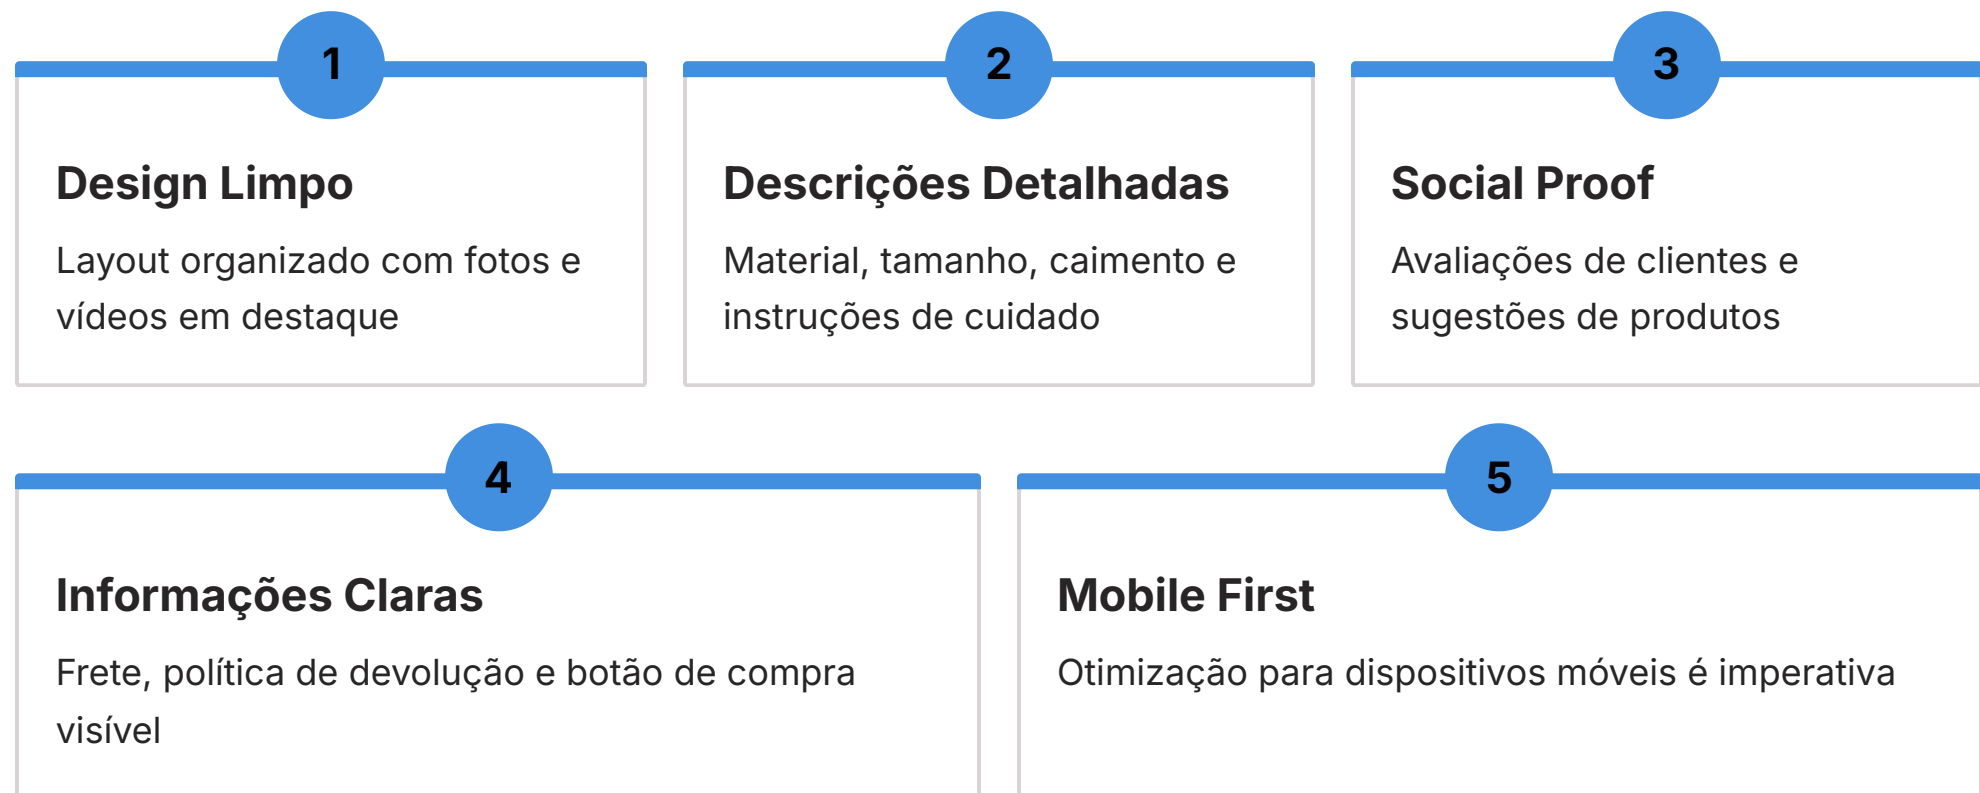 1
Design Limpo
Layout organizado com fotos e
vídeos em destaque
2
Descrições Detalhadas
Material, tamanho, caimento e
instruções de cuidado
3
Social Proof
Avaliações de clientes e
sugestões de produtos
4
Informações Claras
Frete, política de devolução e botão de compra
visível
5
Mobile First
Otimização para dispositivos móveis é imperativa